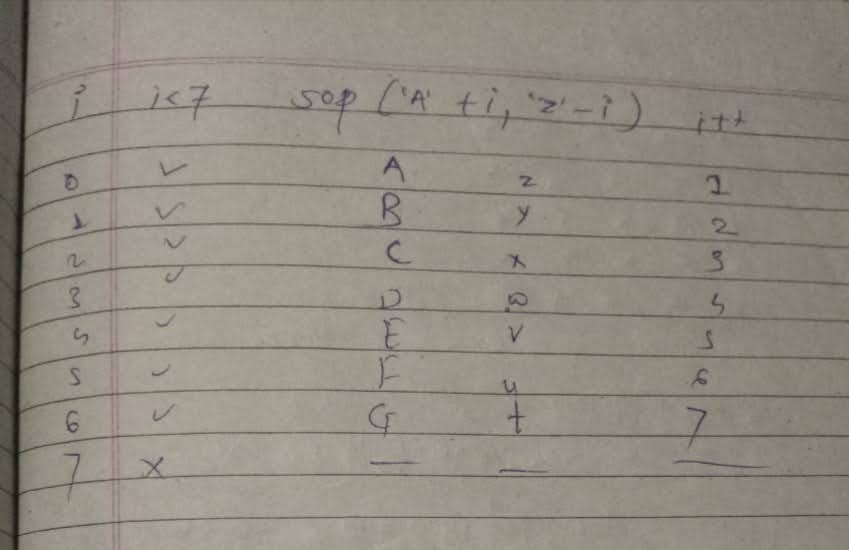 i i<7 sop ('A' + i, 'z' - i) i++
0 ✓ A z 1
1 ✓ B y 2
2 ✓ C x 3
3 ✓ D w 4
4 ✓ E v 5
5 ✓ F u 6
6 ✓ G t 7
7 x — — —